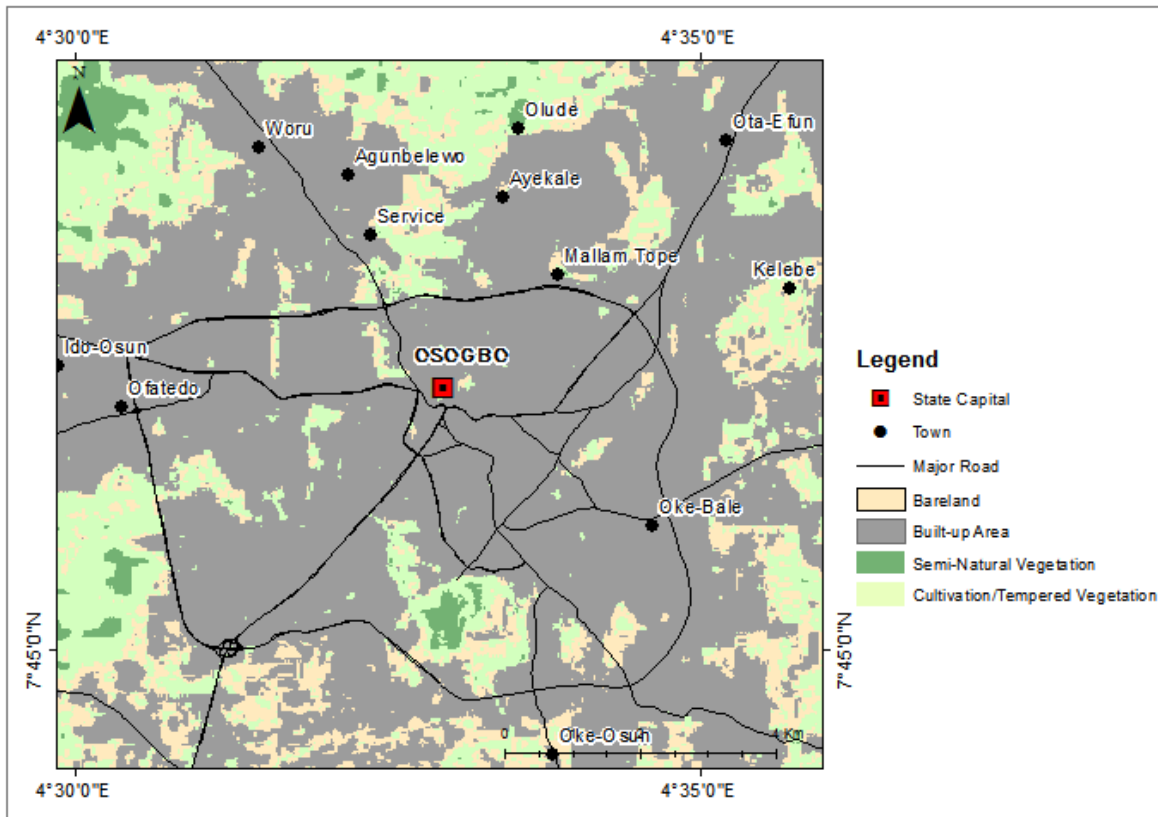 4°30'0"E
4°35'0"E
N
Olude
Ota-Efun
Woru
Agunbelewo
Ayekale
Service
Mallam Tope
Kelebe
Ido-Osun
OSOGBO
Ofatedo
Oke-Bale
7°45'0"N
7°45'0"N
Oke-Osun
0
4 Km
4°30'0"E
4°35'0"E
Legend
State Capital
Town
Major Road
Bareland
Built-up Area
Semi-Natural Vegetation
Cultivation/Tempered Vegetation